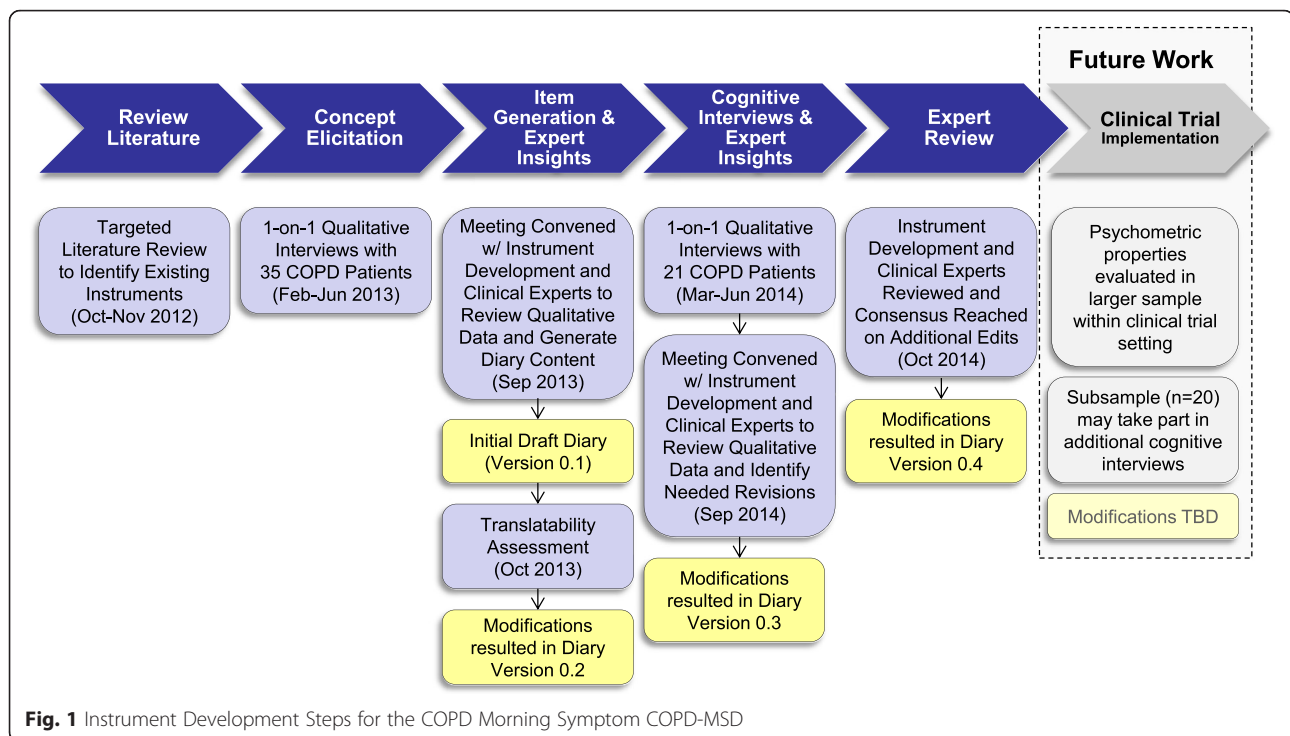 Future Work
Review
Literature
Concept
Elicitation
Item
Generation &
Expert
Insights
Cognitive
Interviews &
Expert
Insights
Expert
Review
Clinical Trial
Implementation
Targeted
Literature Review
to Identify Existing
Instruments
(Oct-Nov 2012)
1-on-1 Qualitative
Interviews with
35 COPD Patients
(Feb-Jun 2013)
Meeting Convened
w/ Instrument
Development and
Clinical Experts to
Review Qualitative
Data and Generate
Diary Content
(Sep 2013)
Initial Draft Diary
(Version 0.1)
Translatability
Assessment
(Oct 2013)
Modifications
resulted in Diary
Version 0.2
1-on-1 Qualitative
Interviews with
21 COPD Patients
(Mar-Jun 2014)
Meeting Convened
w/ Instrument
Development and
Clinical Experts to
Review Qualitative
Data and Identify
Needed Revisions
(Sep 2014)
Modifications
resulted in Diary
Version 0.3
Instrument
Development and
Clinical Experts
Reviewed and
Consensus Reached
on Additional Edits
(Oct 2014)
Modifications
resulted in Diary
Version 0.4
Psychometric
properties
evaluated in
larger sample
within clinical trial
setting
Subsample (n=20)
may take part in
additional cognitive
interviews
Modifications TBD
Fig. 1 Instrument Development Steps for the COPD Morning Symptom COPD-MSD